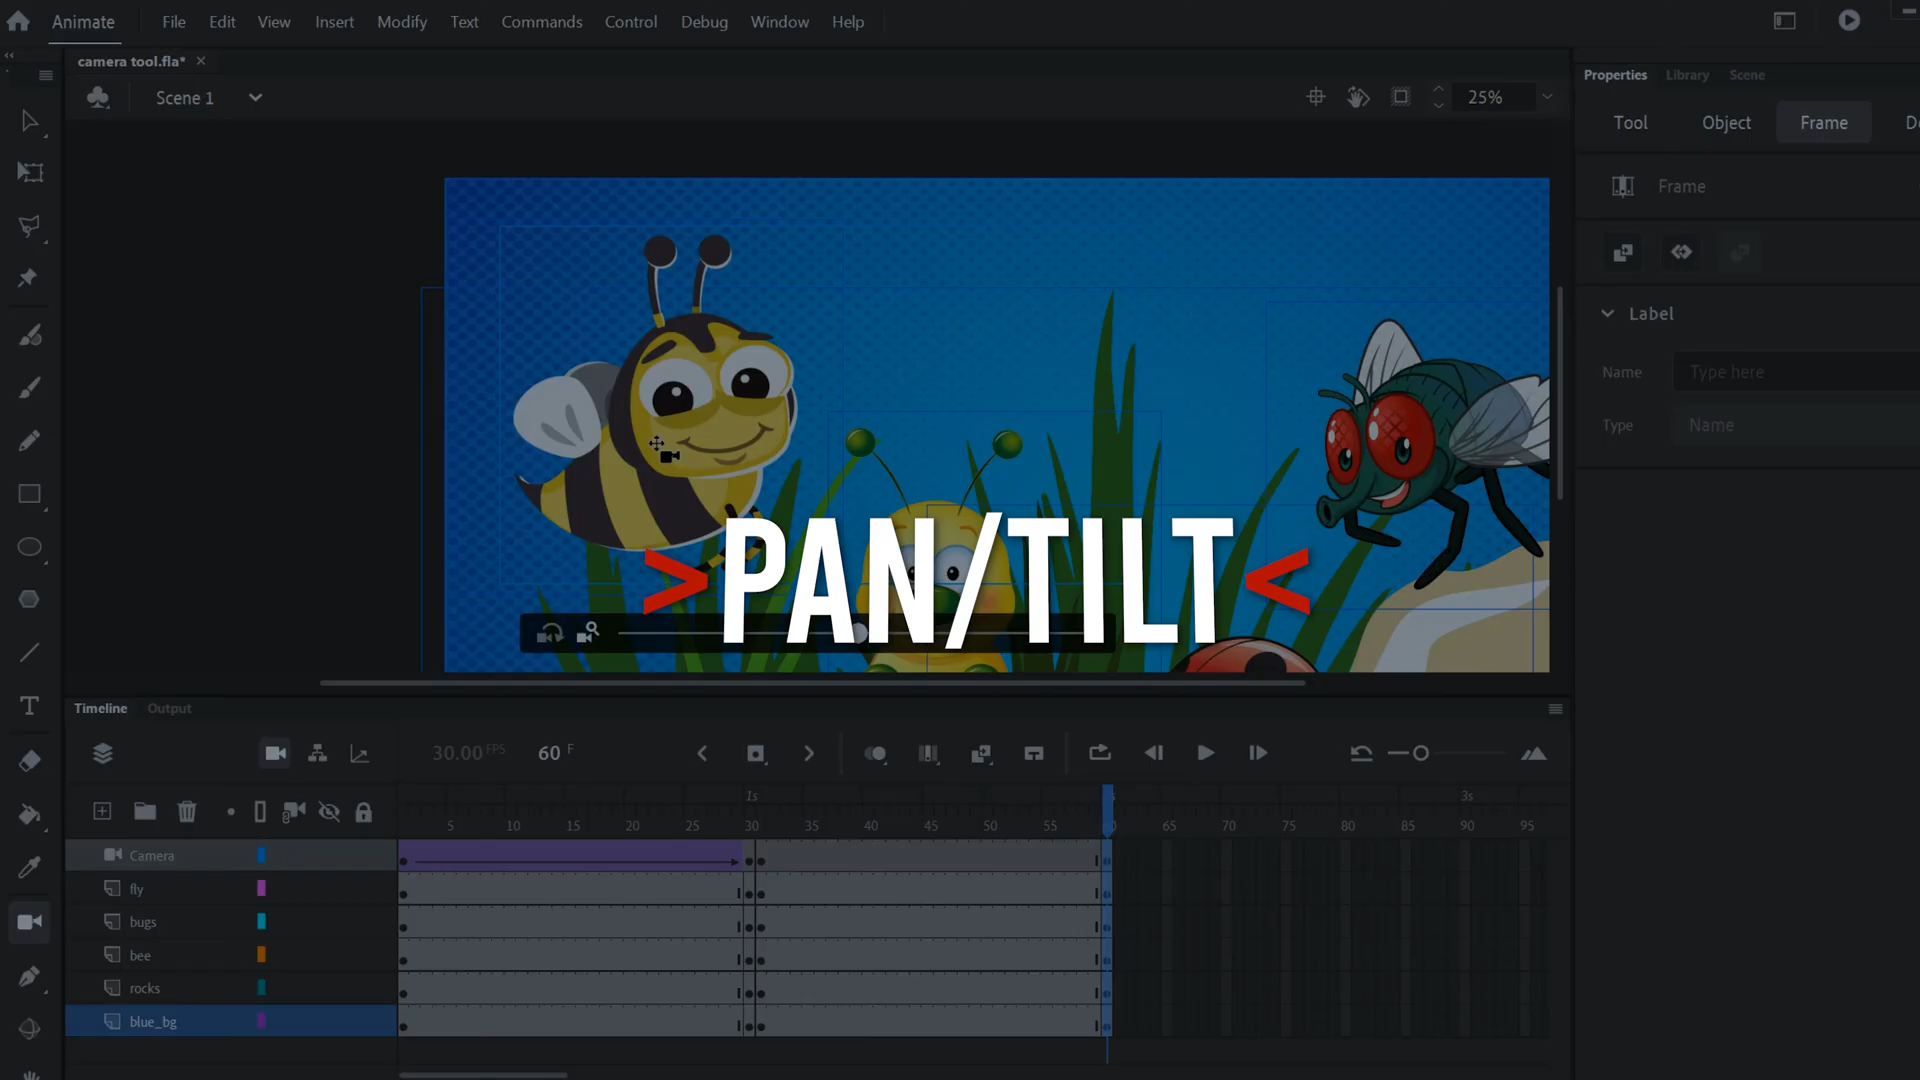 Animate File Edit View Insert Modify Text Commands Control Debug Window Help
camera tool.fla* ×
Properties Library Scene
Scene 1
25%
Tool Object Frame
Frame
Label
Name Type here
Type Name
>PAN/TILT<
Timeline Output
30.00 FPS 60 F
1s 3s
5 10 15 20 25 30 35 40 45 50 55 65 70 75 80 85 90 95
Camera
fly
bugs
bee
rocks
blue_bg